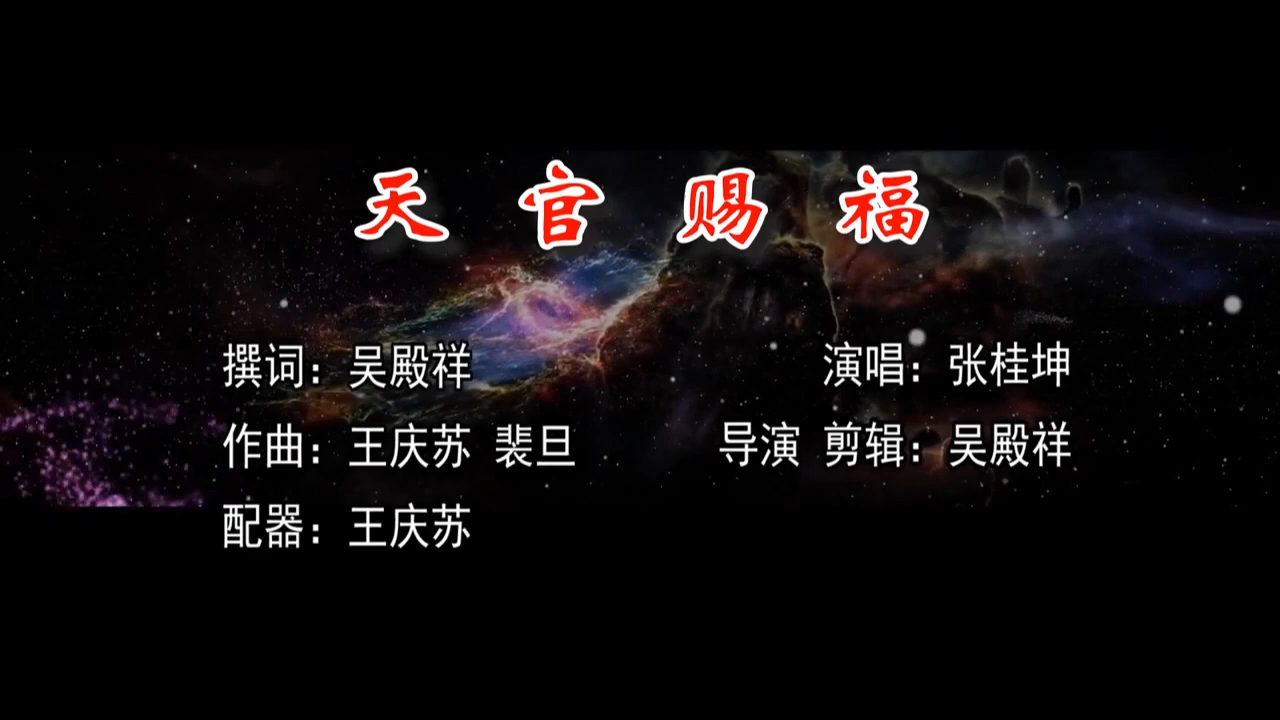 天官赐福
撰词：吴殿祥
演唱：张桂坤
作曲：王庆苏 裴旦
导演 剪辑：吴殿祥
配器：王庆苏